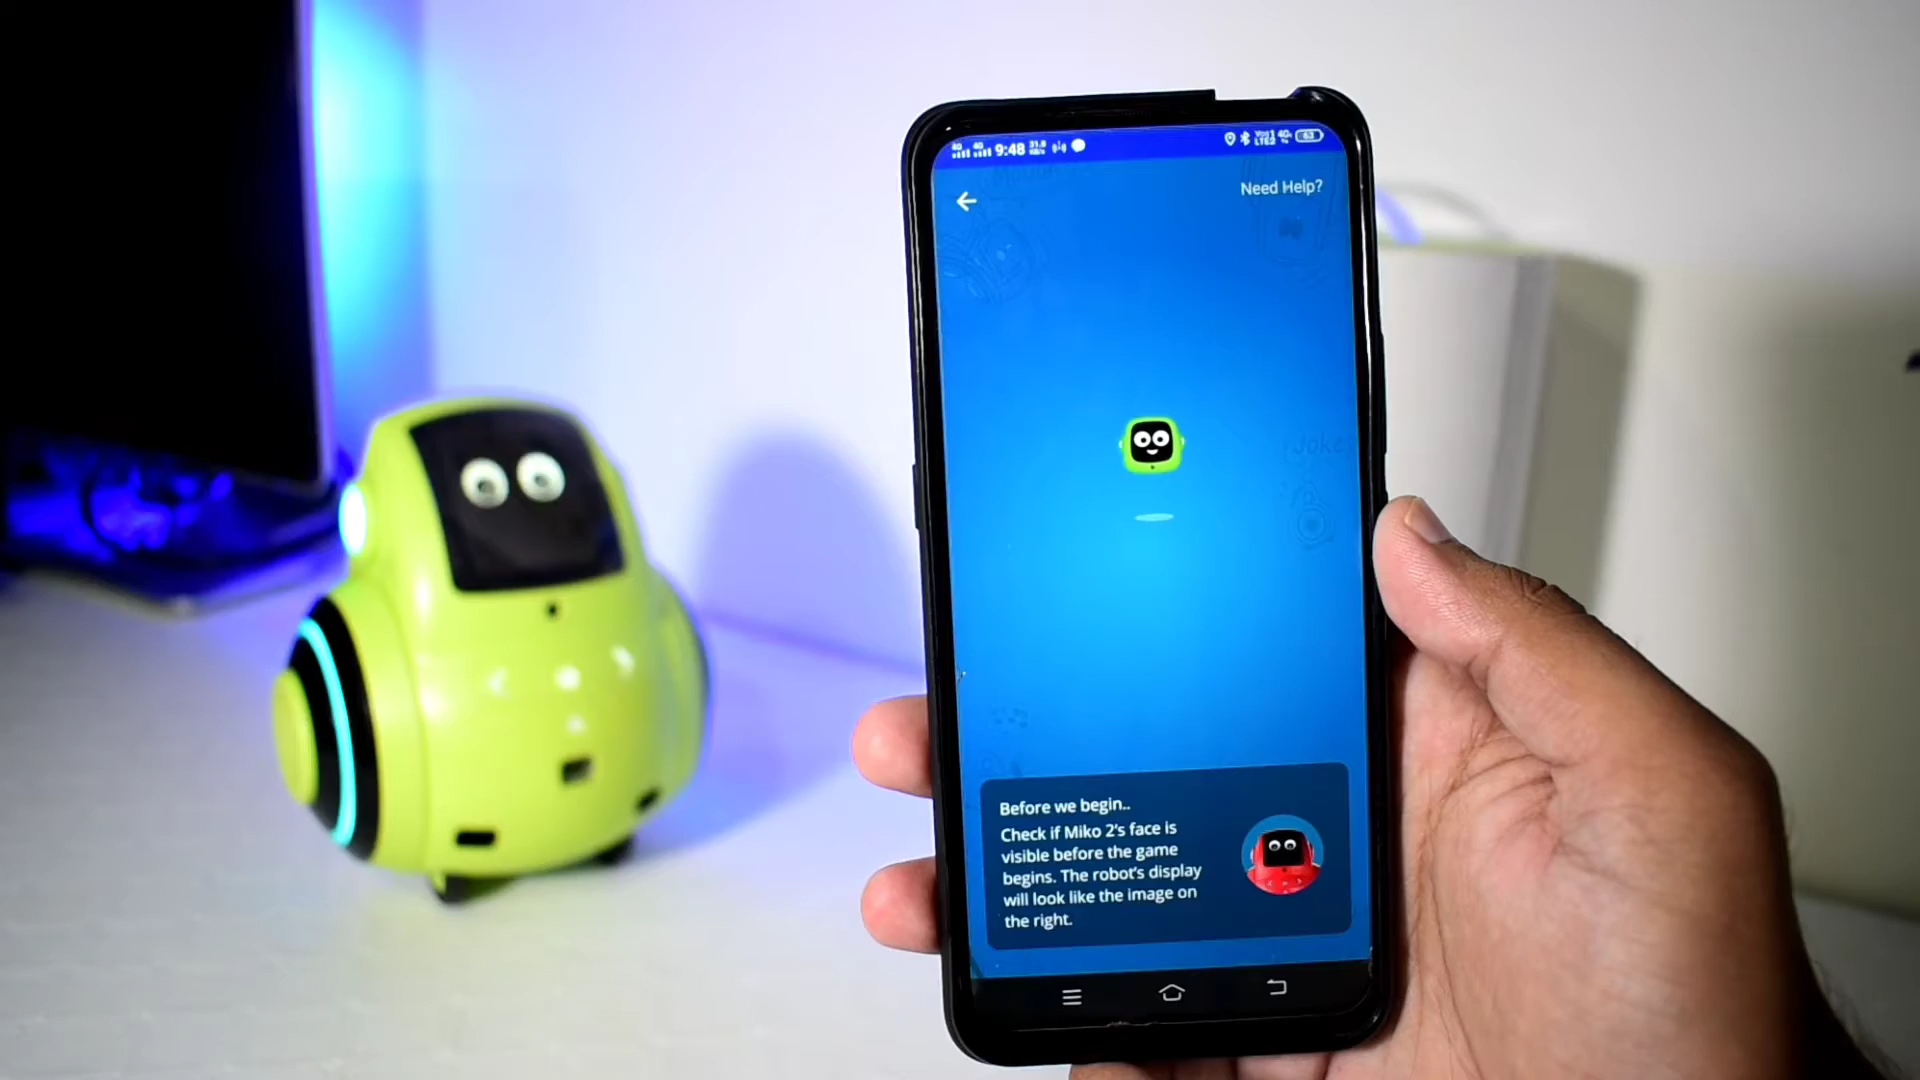 9:48
Need Help?
Joke
Before we begin..
Check if Miko 2's face is
visible before the game
begins. The robot's display
will look like the image on
the right.